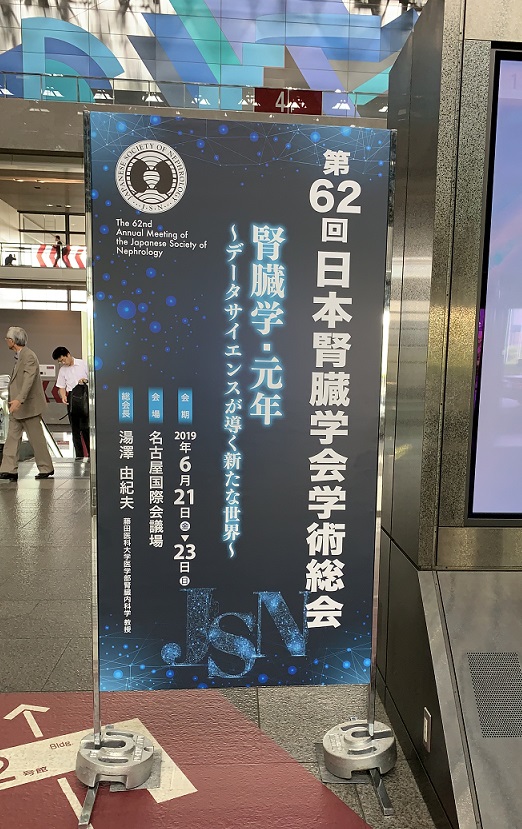 4
JAPANESE SOCIETY OF NEPHROLOGY
J·S·N
The 62nd
Annual Meeting of
the Japanese Society of
Nephrology
第62回 日本腎臓学会学術総会
腎臓学・元年
～データサイエンスが導く新たな世界～
会期
2019年6月21日㊎▼23日㊐
会場
名古屋国際会議場
総会長
湯澤 由紀夫 藤田医科大学医学部腎臓内科学 教授
JSN
Bldg.
2号館